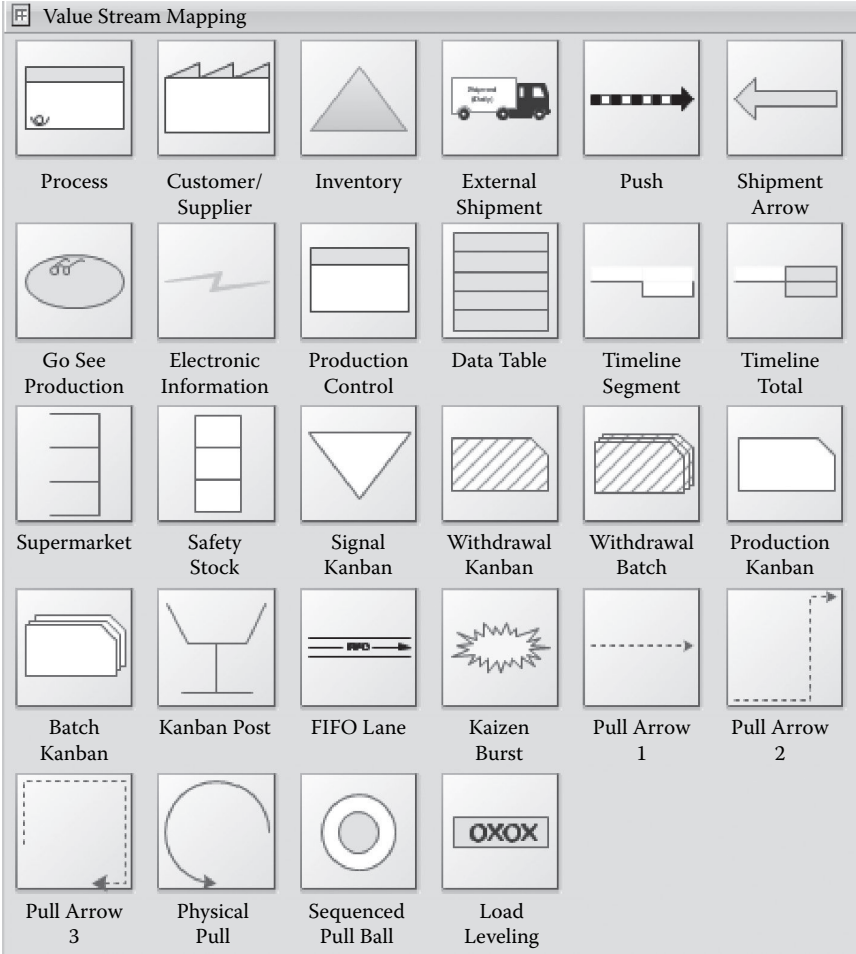 Value Stream Mapping
Shipment
(Daily)
Process
Customer/
Supplier
Inventory
External
Shipment
Push
Shipment
Arrow
Go See
Production
Electronic
Information
Production
Control
Data Table
Timeline
Segment
Timeline
Total
Supermarket
Safety
Stock
Signal
Kanban
Withdrawal
Kanban
Withdrawal
Batch
Production
Kanban
FIFO
Batch
Kanban
Kanban Post
FIFO Lane
Kaizen
Burst
Pull Arrow
1
Pull Arrow
2
OXOX
Pull Arrow
3
Physical
Pull
Sequenced
Pull Ball
Load
Leveling